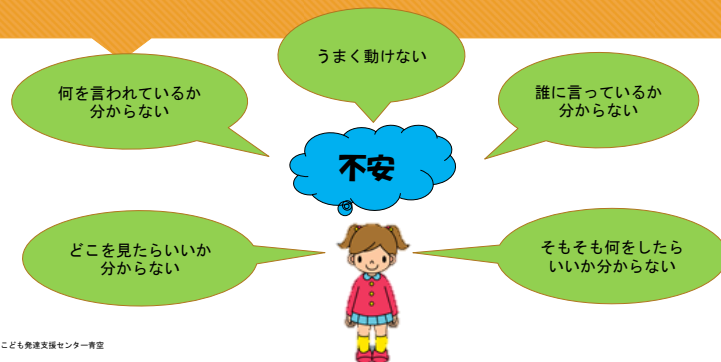 うまく動けない
何を言われているか
分からない
誰に言っているか
分からない
不安
どこを見たらいいか
分からない
そもそも何をしたら
いいか分からない
こども発達支援センター青空